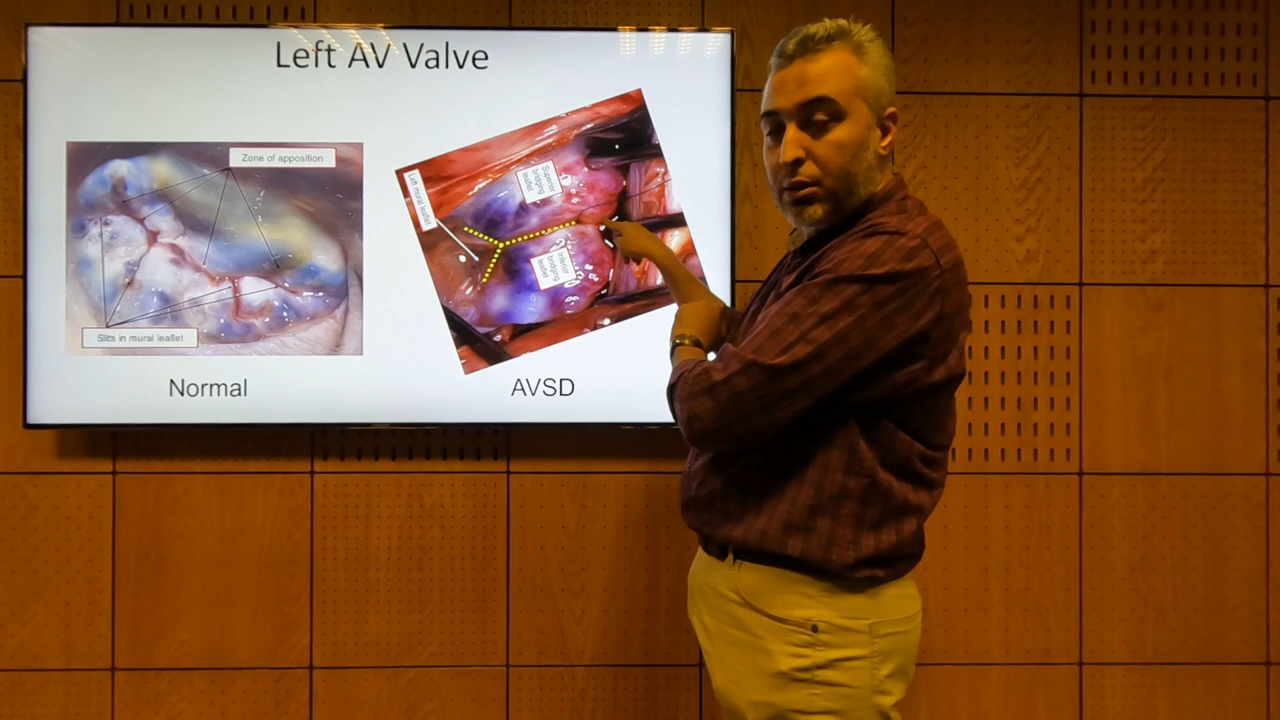 Left AV Valve
Zone of apposition
Slits in mural leaflet
Normal
Left mural leaflet
Superior
bridging
leaflet
Inferior
bridging
leaflet
AVSD